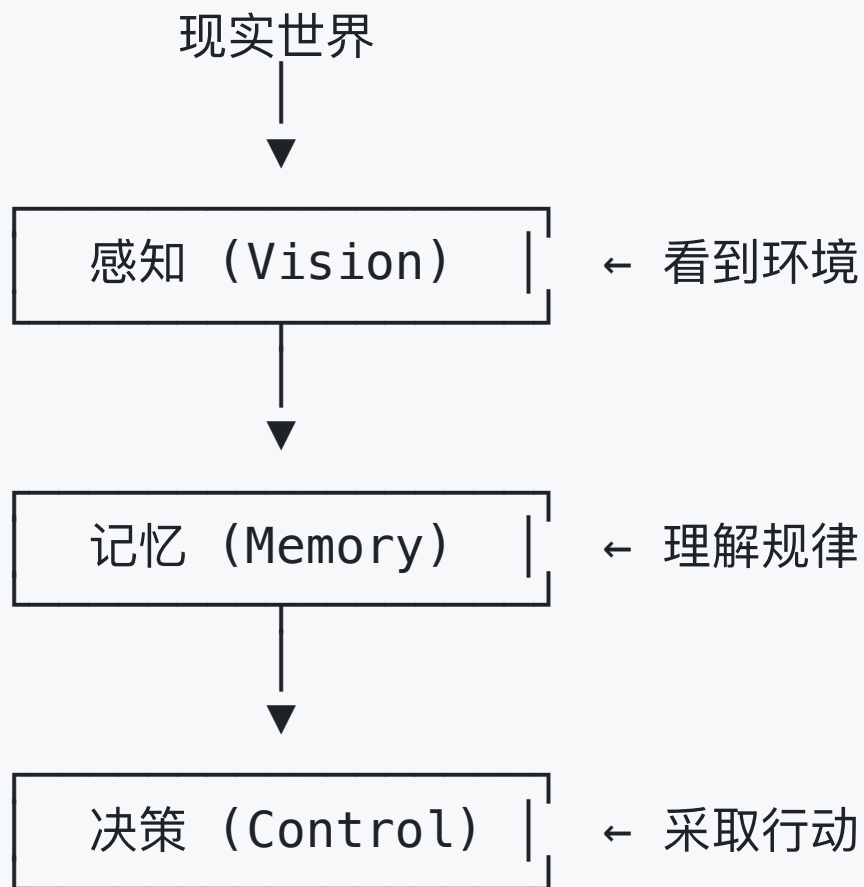 现实世界
感知 (Vision) ← 看到环境
记忆 (Memory) ← 理解规律
决策 (Control) ← 采取行动